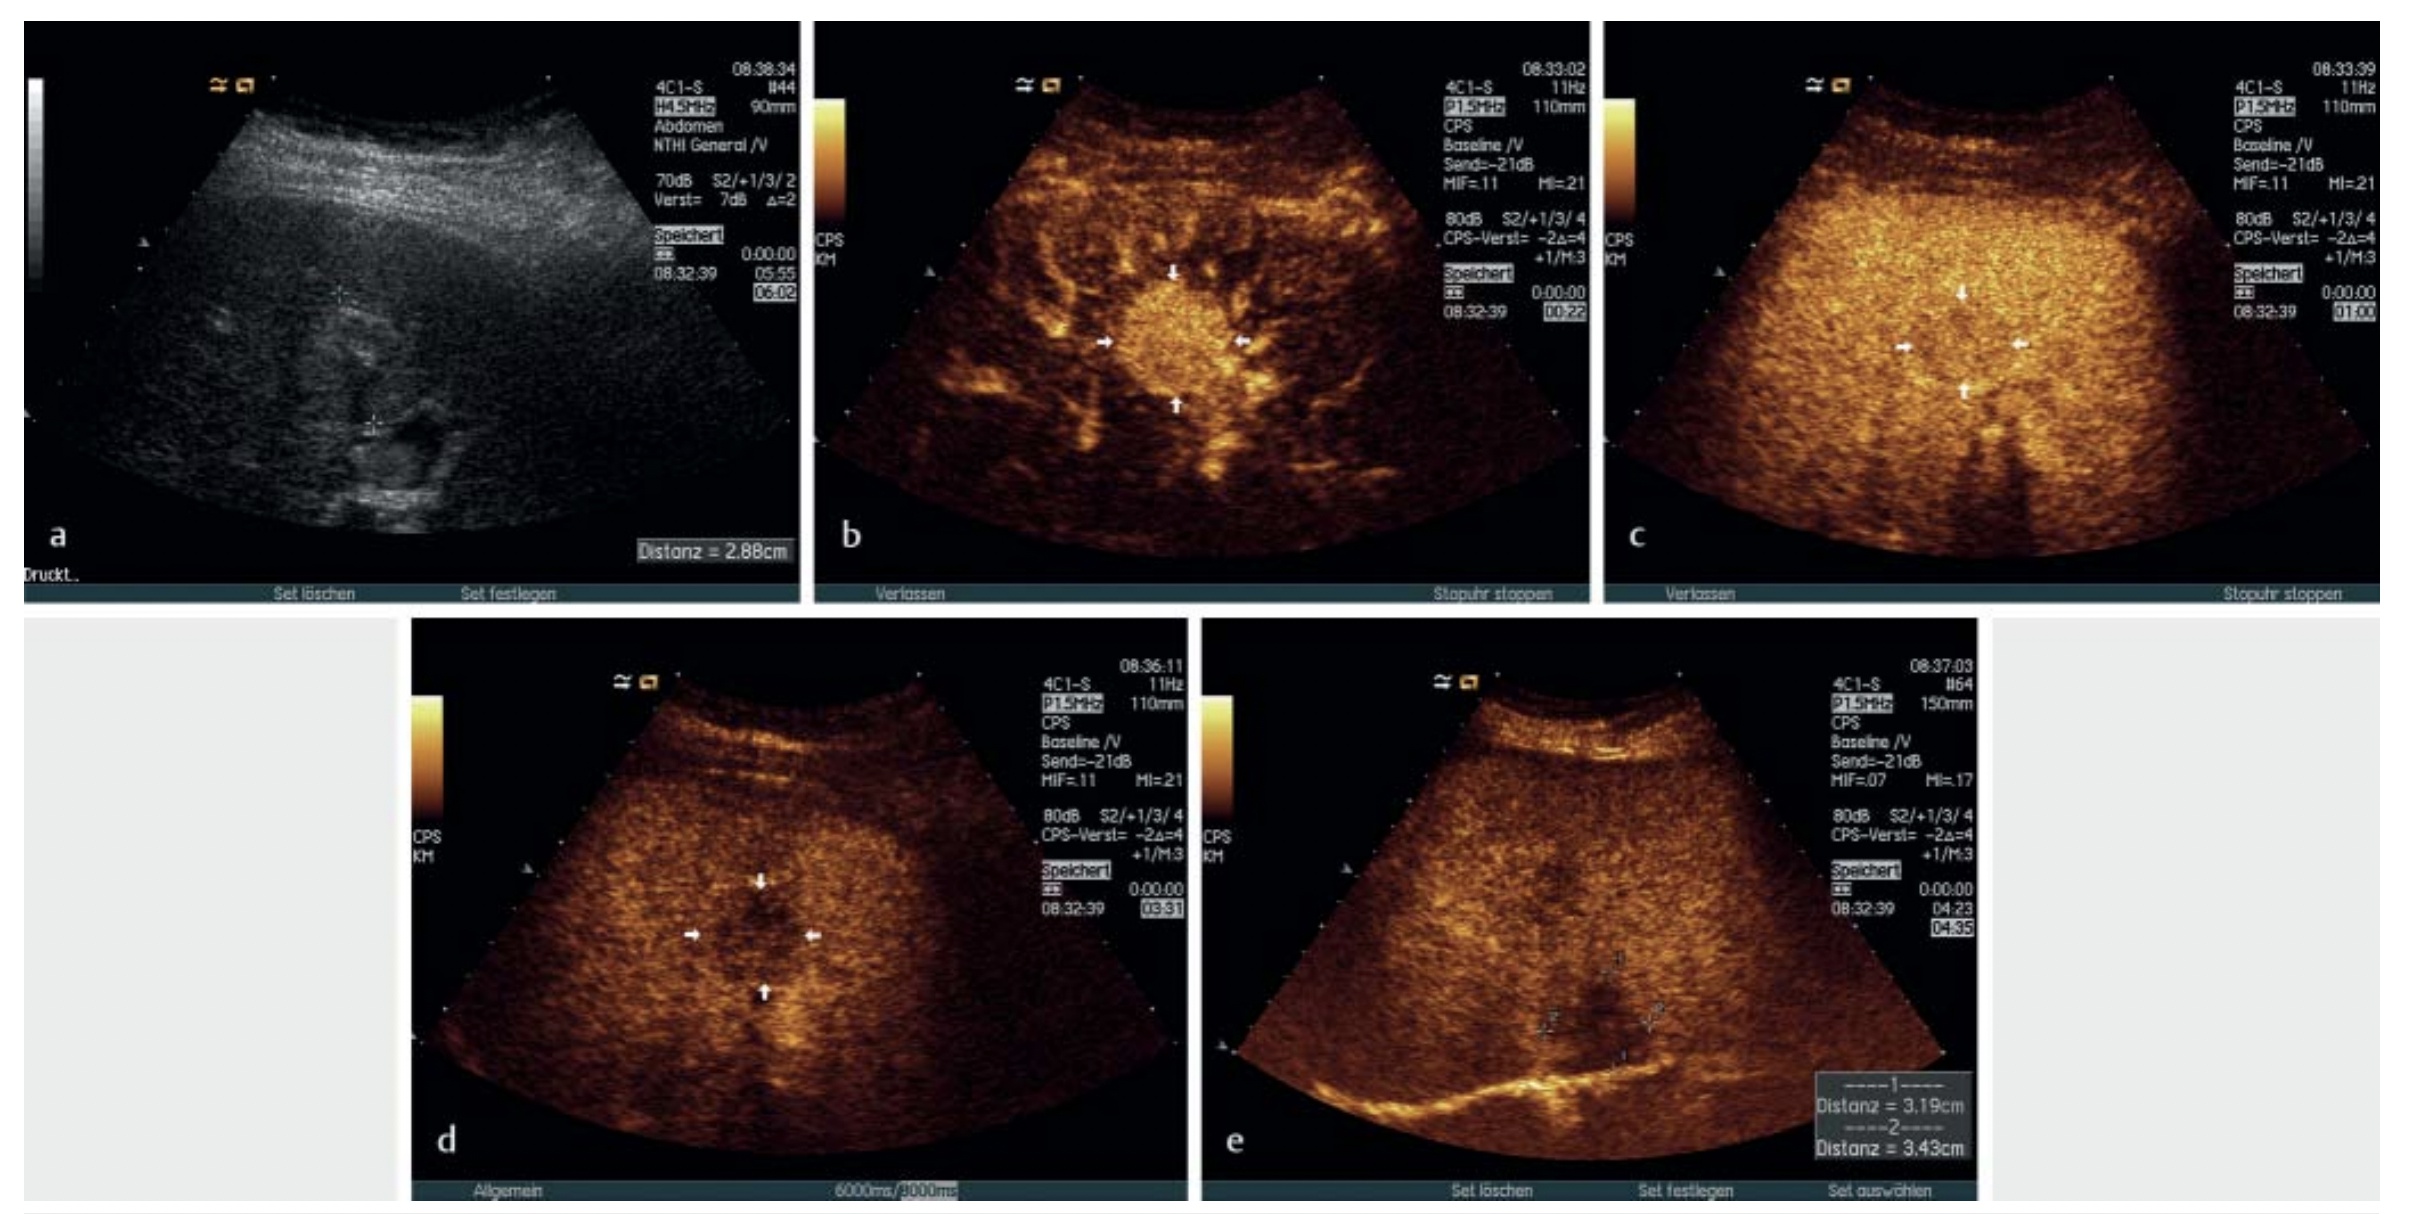 08:38:34
4C1-S #44
H4.5MHz 90mm
Abdomen
NTHI General /V
70dB S2/+1/3/ 2
Verst= 7dB Δ=2
Speichert
0:00:00
08:32:39 05:55
06:02
a
Distanz = 2.88cm
Druckt..
Set löschen Set festlegen
08:33:02
4C1-S 11Hz
P1.5MHz 110mm
CPS
Baseline /V
Send=-21dB
MIF=.11 MI=.21
80dB S2/+1/3/ 4
CPS CPS-Verst= -2Δ=4
KM +1/M:3
Speichert
0:00:00
08:32:39 00:22
b
Verlassen Stopuhr stoppen
08:33:39
4C1-S 11Hz
P1.5MHz 110mm
CPS
Baseline /V
Send=-21dB
MIF=.11 MI=.21
80dB S2/+1/3/ 4
CPS CPS-Verst= -2Δ=4
KM +1/M:3
Speichert
0:00:00
08:32:39 01:00
c
Verlassen Stopuhr stoppen
08:36:11
4C1-S 11Hz
P1.5MHz 110mm
CPS
Baseline /V
Send=-21dB
MIF=.11 MI=.21
80dB S2/+1/3/ 4
CPS CPS-Verst= -2Δ=4
KM +1/M:3
Speichert
0:00:00
08:32:39 03:31
d
Allgemein 6000ms/8000ms
08:37:03
4C1-S #64
P1.5MHz 150mm
CPS
Baseline /V
Send=-21dB
MIF=.07 MI=.17
80dB S2/+1/3/ 4
CPS CPS-Verst= -2Δ=4
KM +1/M:3
Speichert
0:00:00
08:32:39 04:23
04:35
----1----
Distanz = 3.19cm
----2----
Distanz = 3.43cm
e
Set löschen Set festlegen Set auswählen